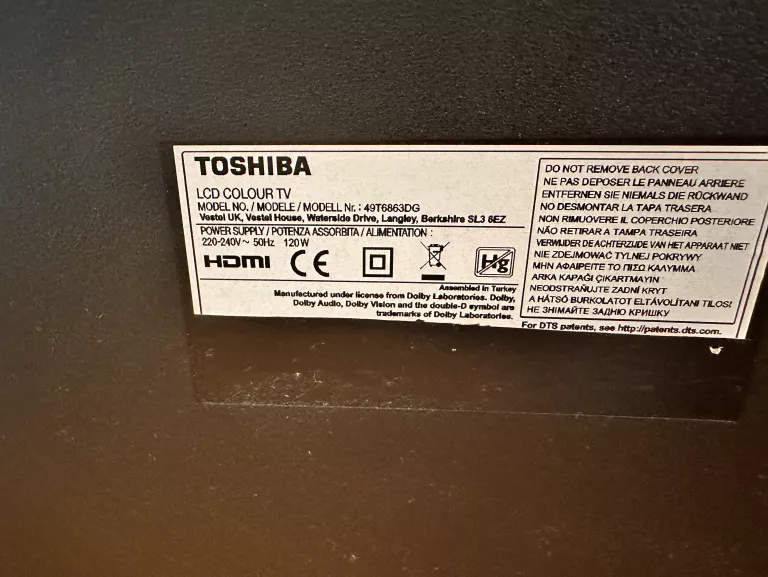 TOSHIBA
LCD COLOUR TV
MODEL NO. / MODELE / MODELL Nr. : 49T6863DG
Vestel UK, Vestel House, Waterside Drive, Langley, Berkshire SL3 6EZ
POWER SUPPLY / POTENZA ASSORBITA / ALIMENTATION :
220-240V~ 50Hz 120W
HDMI CE Hg
Assembled in Turkey
Manufactured under license from Dolby Laboratories. Dolby,
Dolby Audio, Dolby Vision and the double-D symbol are
trademarks of Dolby Laboratories.
DO NOT REMOVE BACK COVER
NE PAS DEPOSER LE PANNEAU ARRIERE
ENTFERNEN SIE NIEMALS DIE RÜCKWAND
NO DESMONTAR LA TAPA TRASERA
NON RIMUOVERE IL COPERCHIO POSTERIORE
NÃO RETIRAR A TAMPA TRASEIRA
VERWIJDER DE ACHTERZIJDE VAN HET APPARAAT NIET
NIE ZDEJMOWAĆ TYLNEJ POKRYWY
ΜΗΝ ΑΦΑΙΡΕΙΤΕ ΤΟ ΠΙΣΩ ΚΑΛΥΜΜΑ
ARKA KAPAĞI ÇIKARTMAYIN
NEODSTRAŇUJTE ZADNÍ KRYT
A HÁTSÓ BURKOLATOT ELTÁVOLÍTANI TILOS!
НЕ ЗНІМАЙТЕ ЗАДНЮ КРИШКУ
For DTS patents, see http://patents.dts.com.